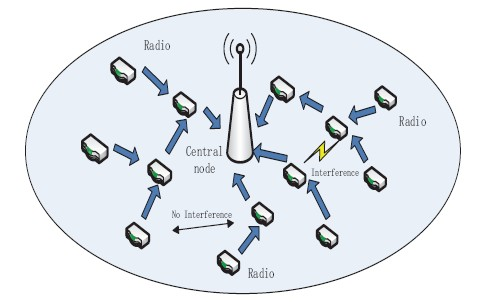 Radio
Radio
Central
node
Interference
No Interference
Radio